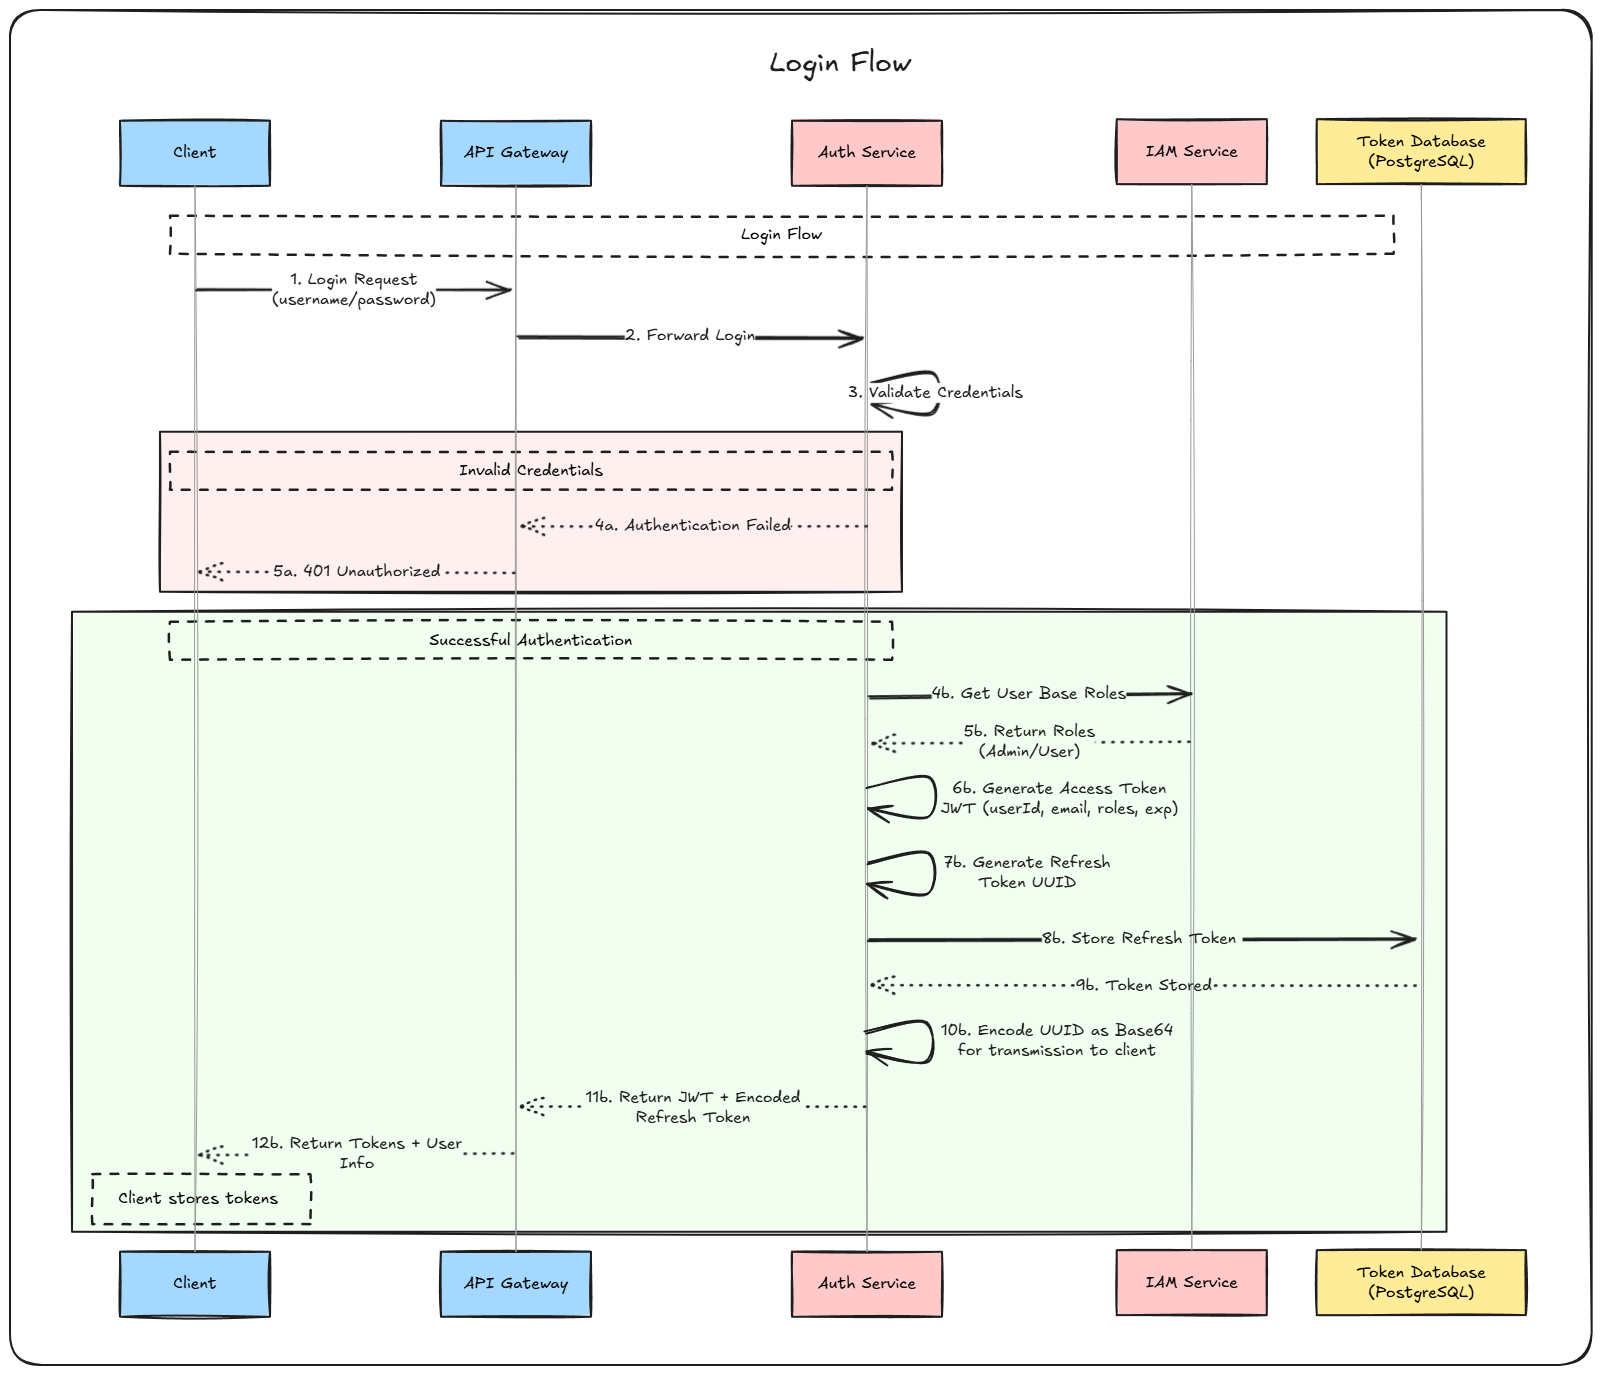 Login Flow
Client
API Gateway
Auth Service
IAM Service
Token Database
(PostgreSQL)
Login Flow
1. Login Request
(username/password)
2. Forward Login
3. Validate Credentials
Invalid Credentials
4a. Authentication Failed
5a. 401 Unauthorized
Successful Authentication
4b. Get User Base Roles
5b. Return Roles
(Admin/User)
6b. Generate Access Token
JWT (userId, email, roles, exp)
7b. Generate Refresh
Token UUID
8b. Store Refresh Token
9b. Token Stored
10b. Encode UUID as Base64
for transmission to client
11b. Return JWT + Encoded
Refresh Token
12b. Return Tokens + User
Info
Client stores tokens
Client
API Gateway
Auth Service
IAM Service
Token Database
(PostgreSQL)